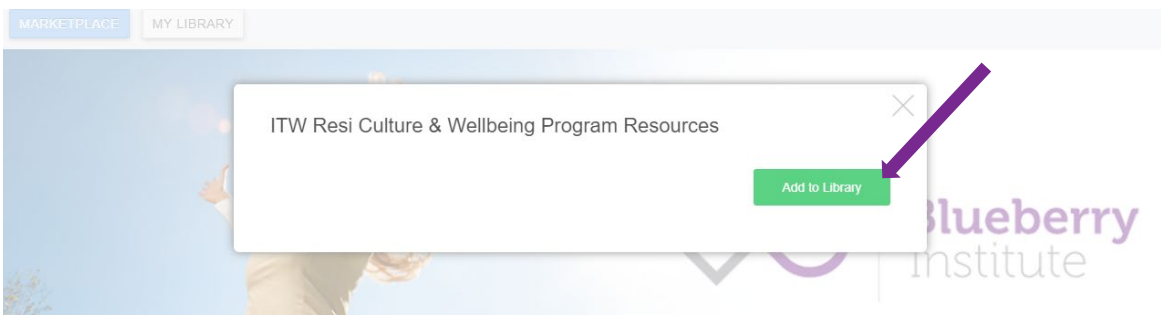 MARKETPLACE MY LIBRARY
ITW Resi Culture & Wellbeing Program Resources
Add to Library
Blueberry
Institute